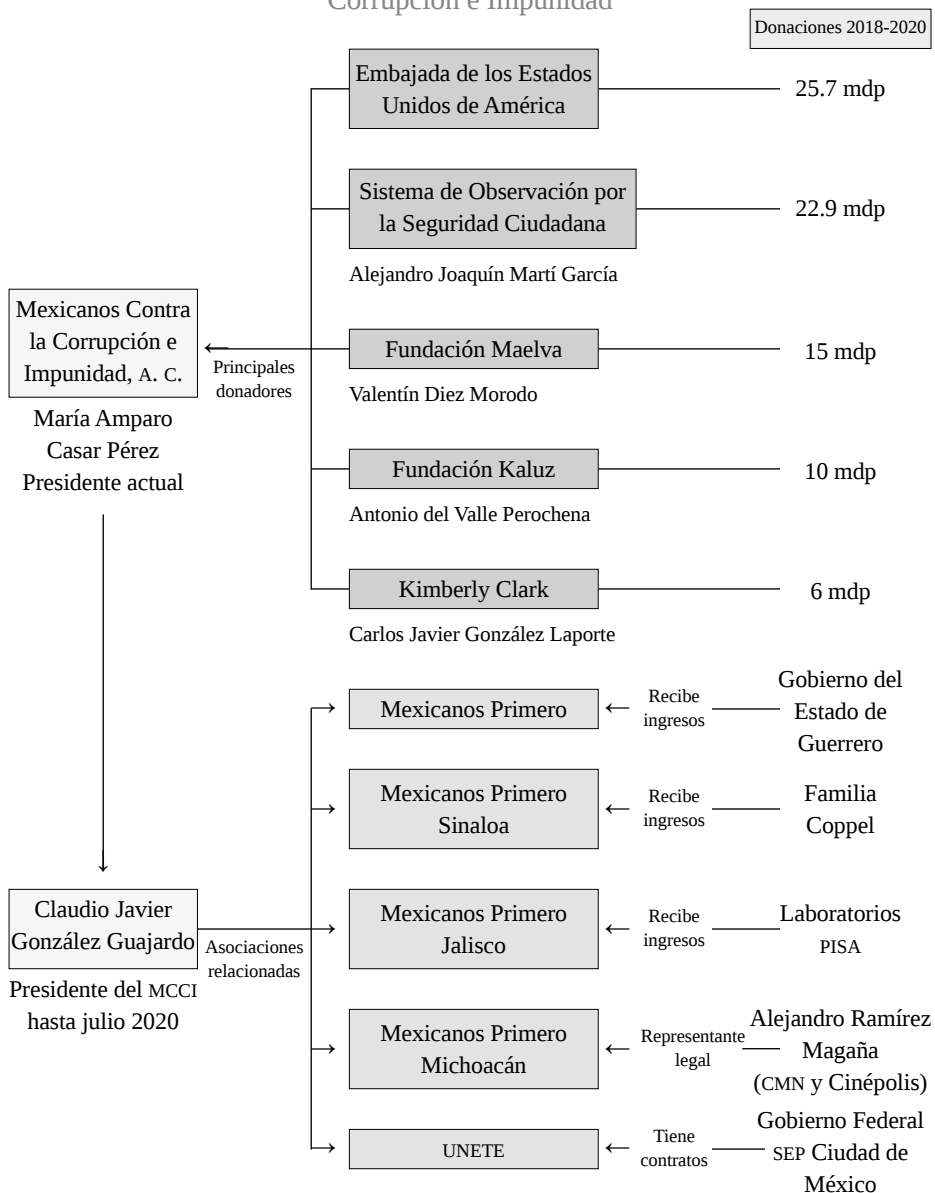 Corrupción e Impunidad
Donaciones 2018-2020
Embajada de los Estados
Unidos de América
25.7 mdp
Sistema de Observación por
la Seguridad Ciudadana
22.9 mdp
Alejandro Joaquín Martí García
Mexicanos Contra
la Corrupción e
Impunidad, A. C.
María Amparo
Casar Pérez
Presidente actual
Principales
donadores
Fundación Maelva
15 mdp
Valentín Diez Morodo
Fundación Kaluz
10 mdp
Antonio del Valle Perochena
Kimberly Clark
6 mdp
Carlos Javier González Laporte
Mexicanos Primero
Recibe
ingresos
Gobierno del
Estado de
Guerrero
Mexicanos Primero
Sinaloa
Recibe
ingresos
Familia
Coppel
Claudio Javier
González Guajardo
Presidente del MCCI
hasta julio 2020
Asociaciones
relacionadas
Mexicanos Primero
Jalisco
Recibe
ingresos
Laboratorios
PISA
Mexicanos Primero
Michoacán
Representante
legal
Alejandro Ramírez
Magaña
(CMN y Cinépolis)
UNETE
Tiene
contratos
Gobierno Federal
SEP Ciudad de
México